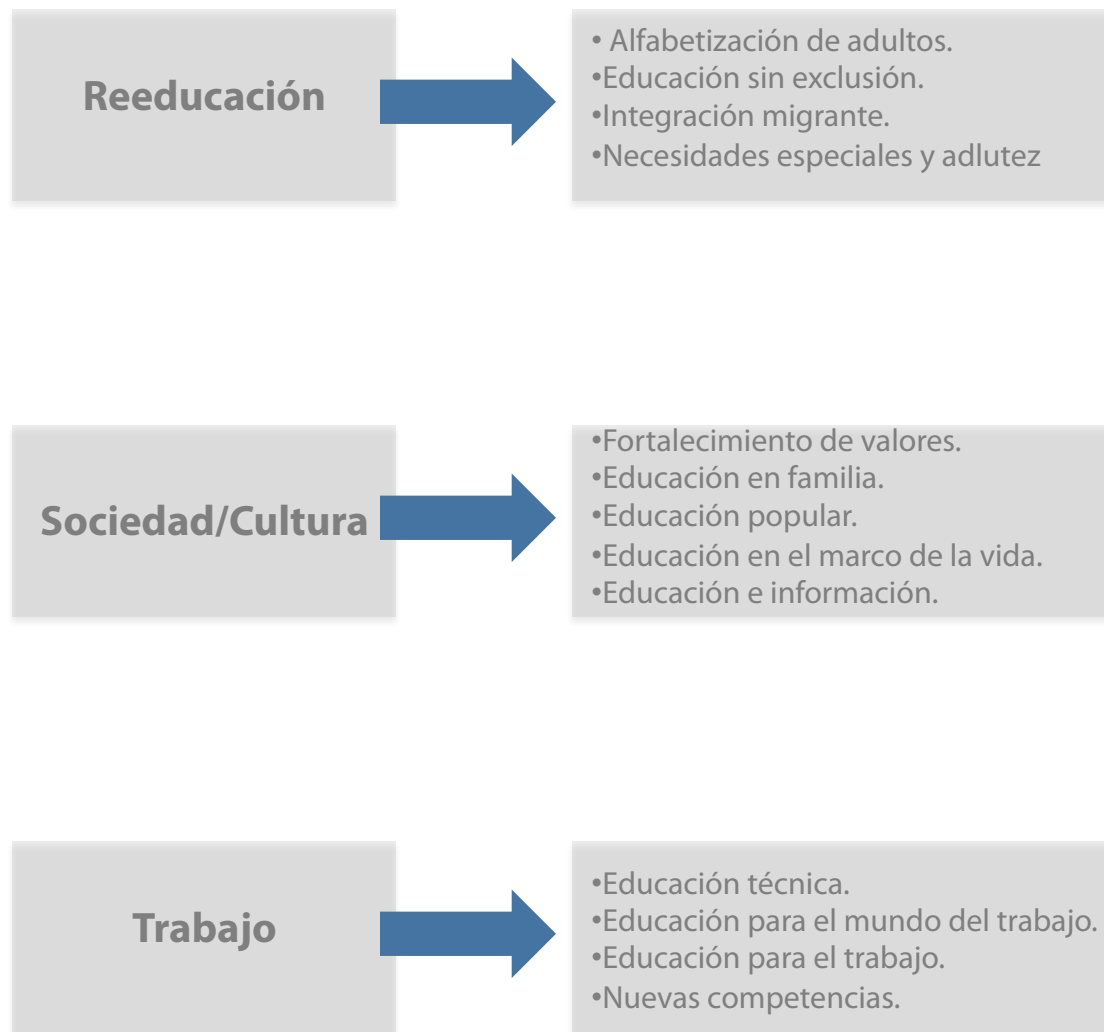 Reeducación
• Alfabetización de adultos.
•Educación sin exclusión.
•Integración migrante.
•Necesidades especiales y adlutez
Sociedad/Cultura
•Fortalecimiento de valores.
•Educación en familia.
•Educación popular.
•Educación en el marco de la vida.
•Educación e información.
Trabajo
•Educación técnica.
•Educación para el mundo del trabajo.
•Educación para el trabajo.
•Nuevas competencias.